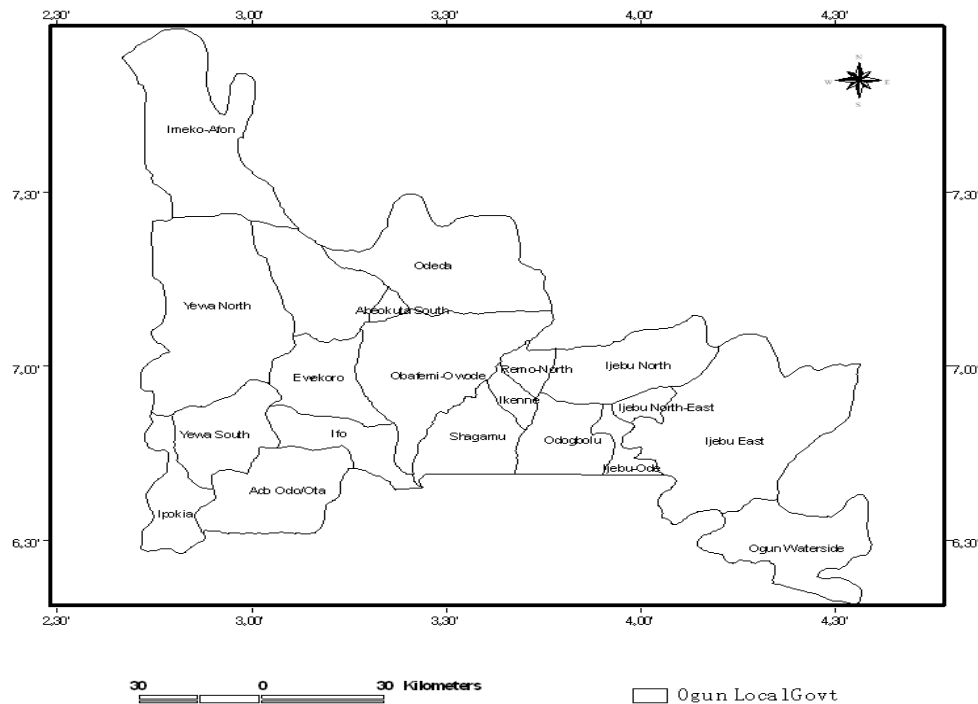 2,30' 3,00' 3,30' 4,00' 4,30'
N
W E
S
Imeko-Afon
7,30' 7,30'
Odeda
Yewa North
Abeokuta South
7,00' 7,00'
Remo-North
Ijebu North
Ewekoro
Obafemi-Owode
Ikenne
Ijebu North-East
Yewa South
Ifo
Shagamu
Odogbolu
Ijebu East
Ijebu-Ode
Ado Odo/Ota
Ipokia
6,30' 6,30'
Ogun Waterside
2,30' 3,00' 3,30' 4,00' 4,30'
30 0 30 Kilometers
Ogun LocalGovt